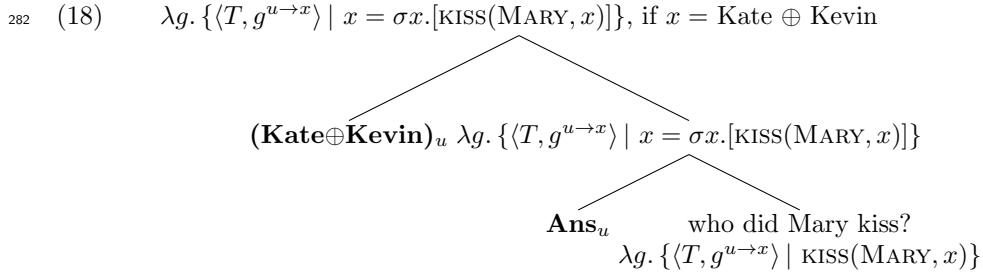 282 (18) λg. {⟨T, g^{u→x}⟩ | x = σx.[KISS(MARY, x)]}, if x = Kate ⊕ Kevin
(Kate⊕Kevin)_u λg. {⟨T, g^{u→x}⟩ | x = σx.[KISS(MARY, x)]}
Ans_u who did Mary kiss?
λg. {⟨T, g^{u→x}⟩ | KISS(MARY, x)}